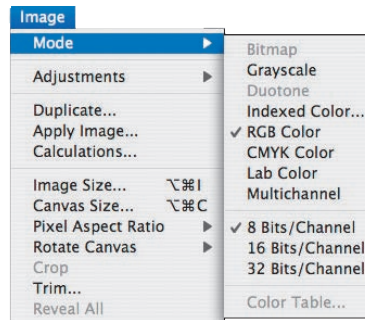 Image
Mode
Adjustments
Duplicate...
Apply Image...
Calculations...
Image Size... ⌥⌘I
Canvas Size... ⌥⌘C
Pixel Aspect Ratio
Rotate Canvas
Crop
Trim...
Reveal All
Bitmap
Grayscale
Duotone
Indexed Color...
✓ RGB Color
CMYK Color
Lab Color
Multichannel
✓ 8 Bits/Channel
16 Bits/Channel
32 Bits/Channel
Color Table...